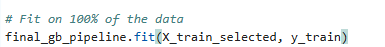 # Fit on 100% of the data
final_gb_pipeline.fit(X_train_selected, y_train)